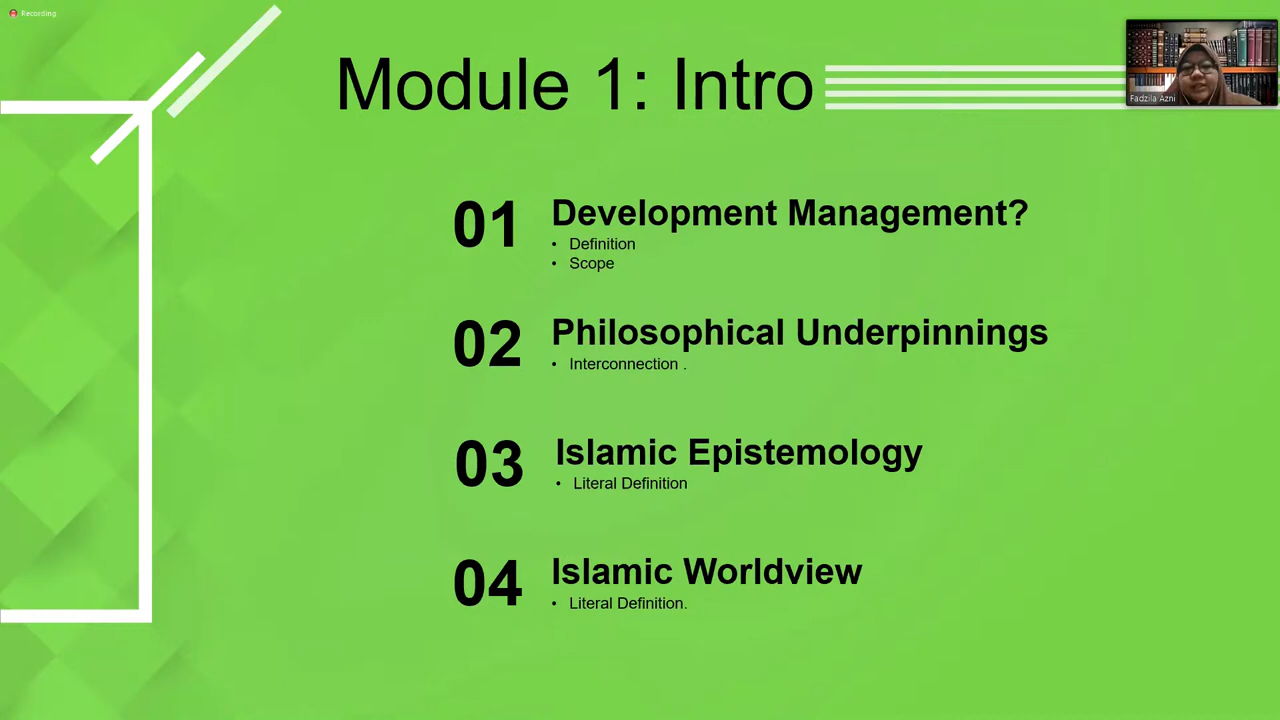 Recording
Module 1: Intro
Fadzila Azni
01 Development Management?
• Definition
• Scope
02 Philosophical Underpinnings
• Interconnection .
03 Islamic Epistemology
• Literal Definition
04 Islamic Worldview
• Literal Definition.